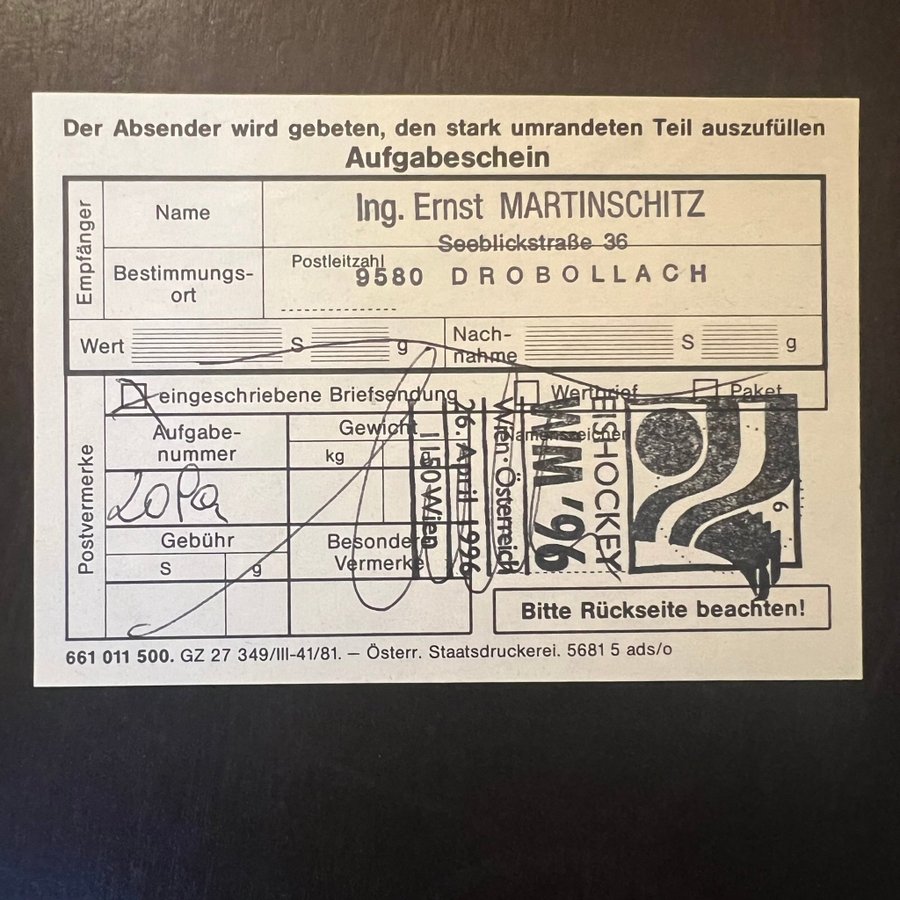 Der Absender wird gebeten, den stark umrandeten Teil auszufüllen
Aufgabeschein
Empfänger
Name
Ing. Ernst MARTINSCHITZ
Seeblickstraße 36
Bestimmungs-
ort
Postleitzahl
9580 DROBOLLACH
Wert S g
Nach-
nahme S g
Postvermerke
eingeschriebene Briefsendung
Wertbrief
Paket
Aufgabe-
nummer
Gewicht
kg
Namenszeichen
Gebühr
S g
Besondere
Vermerke
EISHOCKEY
WM '96
Wien · Österreich
26. April 1996
1150 Wien
6
Bitte Rückseite beachten!
661 011 500. GZ 27 349/III-41/81. — Österr. Staatsdruckerei. 5681 5 ads/o